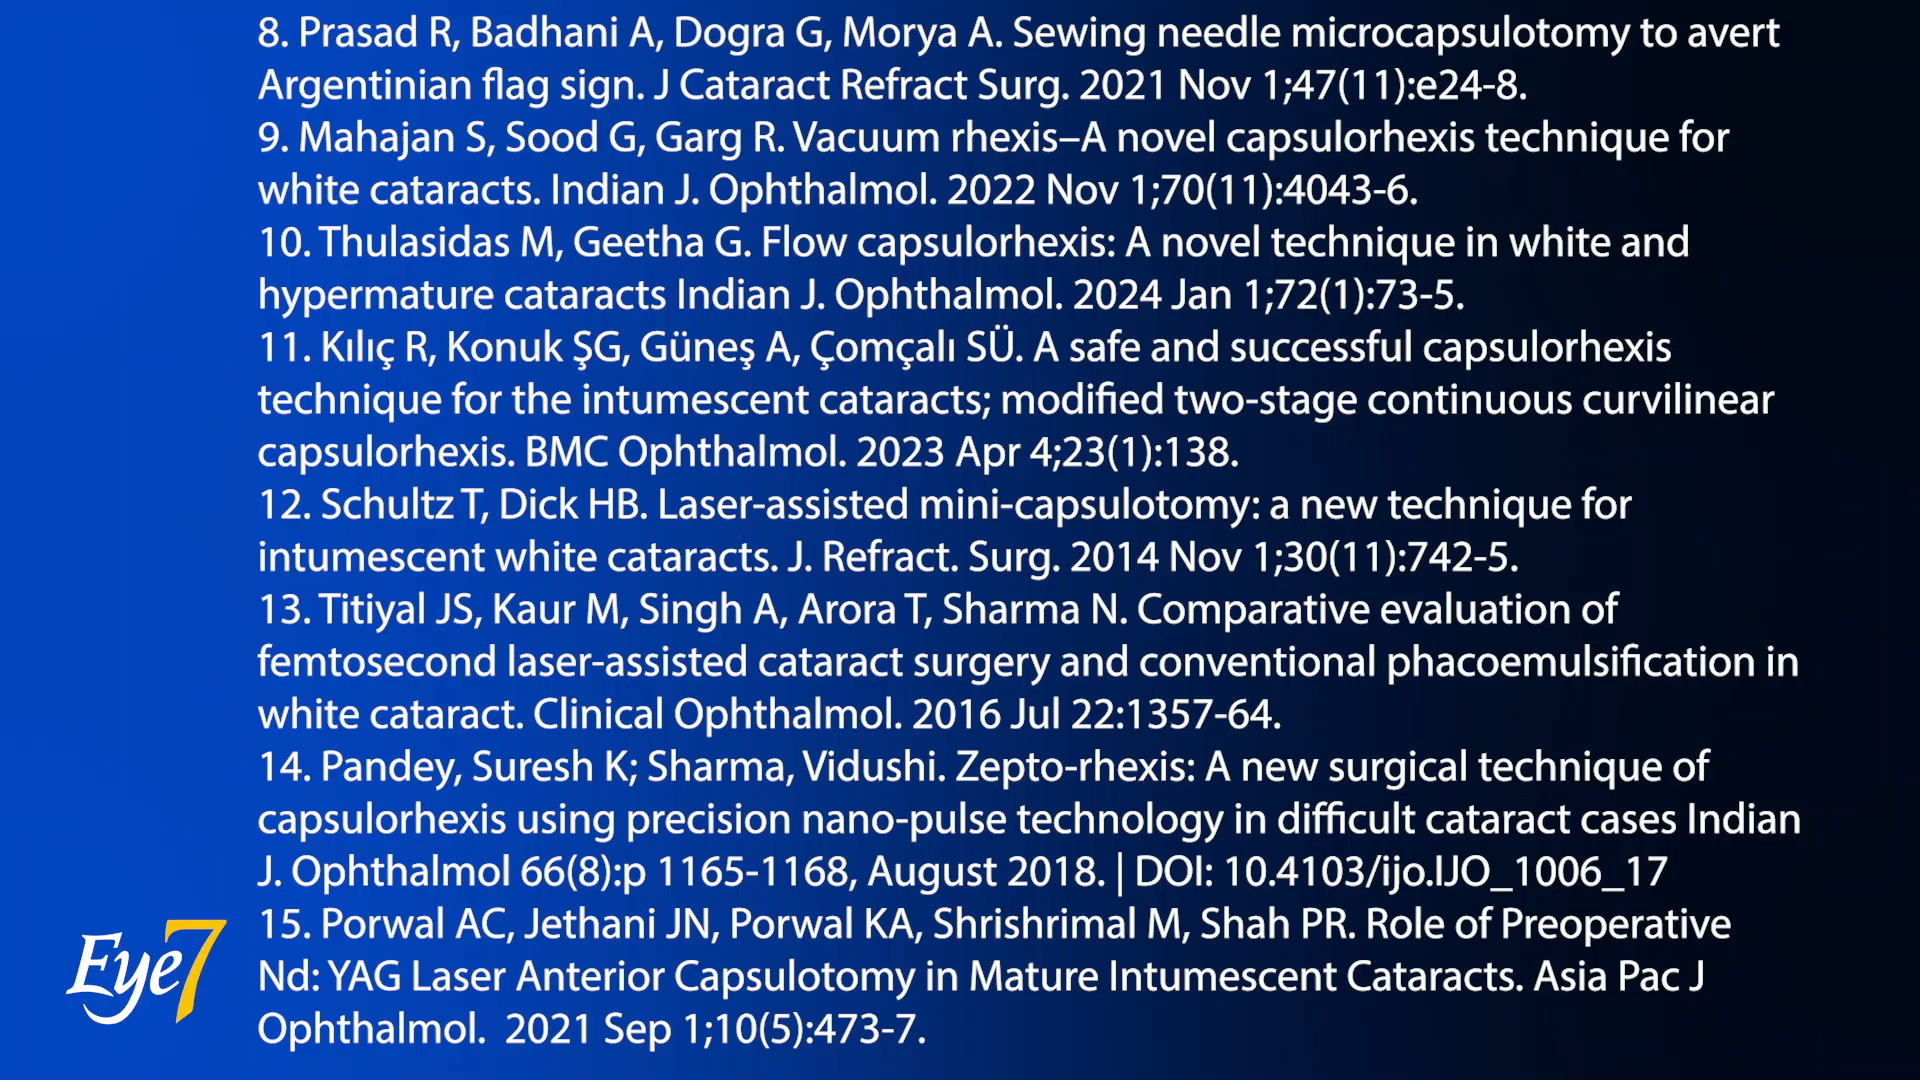 8. Prasad R, Badhani A, Dogra G, Morya A. Sewing needle microcapsulotomy to avert
Argentinian flag sign. J Cataract Refract Surg. 2021 Nov 1;47(11):e24-8.
9. Mahajan S, Sood G, Garg R. Vacuum rhexis–A novel capsulorhexis technique for
white cataracts. Indian J. Ophthalmol. 2022 Nov 1;70(11):4043-6.
10. Thulasidas M, Geetha G. Flow capsulorhexis: A novel technique in white and
hypermature cataracts Indian J. Ophthalmol. 2024 Jan 1;72(1):73-5.
11. Kılıç R, Konuk ŞG, Güneş A, Çomçalı SÜ. A safe and successful capsulorhexis
technique for the intumescent cataracts; modified two-stage continuous curvilinear
capsulorhexis. BMC Ophthalmol. 2023 Apr 4;23(1):138.
12. Schultz T, Dick HB. Laser-assisted mini-capsulotomy: a new technique for
intumescent white cataracts. J. Refract. Surg. 2014 Nov 1;30(11):742-5.
13. Titiyal JS, Kaur M, Singh A, Arora T, Sharma N. Comparative evaluation of
femtosecond laser-assisted cataract surgery and conventional phacoemulsification in
white cataract. Clinical Ophthalmol. 2016 Jul 22:1357-64.
14. Pandey, Suresh K; Sharma, Vidushi. Zepto-rhexis: A new surgical technique of
capsulorhexis using precision nano-pulse technology in difficult cataract cases Indian
J. Ophthalmol 66(8):p 1165-1168, August 2018. | DOI: 10.4103/ijo.IJO_1006_17
15. Porwal AC, Jethani JN, Porwal KA, Shrishrimal M, Shah PR. Role of Preoperative
Nd: YAG Laser Anterior Capsulotomy in Mature Intumescent Cataracts. Asia Pac J
Ophthalmol.  2021 Sep 1;10(5):473-7.
Eye7